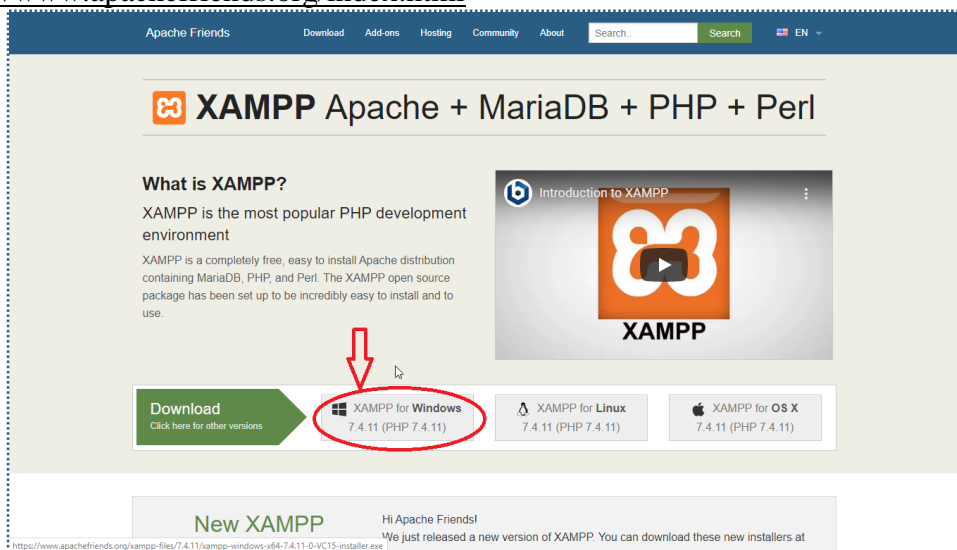 www.apachefriends.org/index.html
Apache Friends
Download Add-ons Hosting Community About Search.. Search EN
XAMPP Apache + MariaDB + PHP + Perl
What is XAMPP?
XAMPP is the most popular PHP development
environment
XAMPP is a completely free, easy to install Apache distribution
containing MariaDB, PHP, and Perl. The XAMPP open source
package has been set up to be incredibly easy to install and to
use.
Introduction to XAMPP
XAMPP
Download
Click here for other versions
XAMPP for Windows
7.4.11 (PHP 7.4.11)
XAMPP for Linux
7.4.11 (PHP 7.4.11)
XAMPP for OS X
7.4.11 (PHP 7.4.11)
New XAMPP
Hi Apache Friends!
We just released a new version of XAMPP. You can download these new installers at
https://www.apachefriends.org/xampp-files/7.4.11/xampp-windows-x64-7.4.11-0-VC15-installer.exe